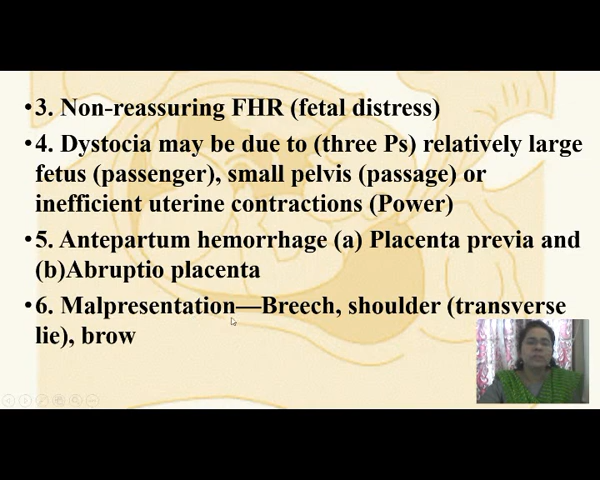 •3. Non-reassuring FHR (fetal distress)
•4. Dystocia may be due to (three Ps) relatively large
fetus (passenger), small pelvis (passage) or
inefficient uterine contractions (Power)
•5. Antepartum hemorrhage (a) Placenta previa and
(b)Abruptio placenta
•6. Malpresentation—Breech, shoulder (transverse
lie), brow